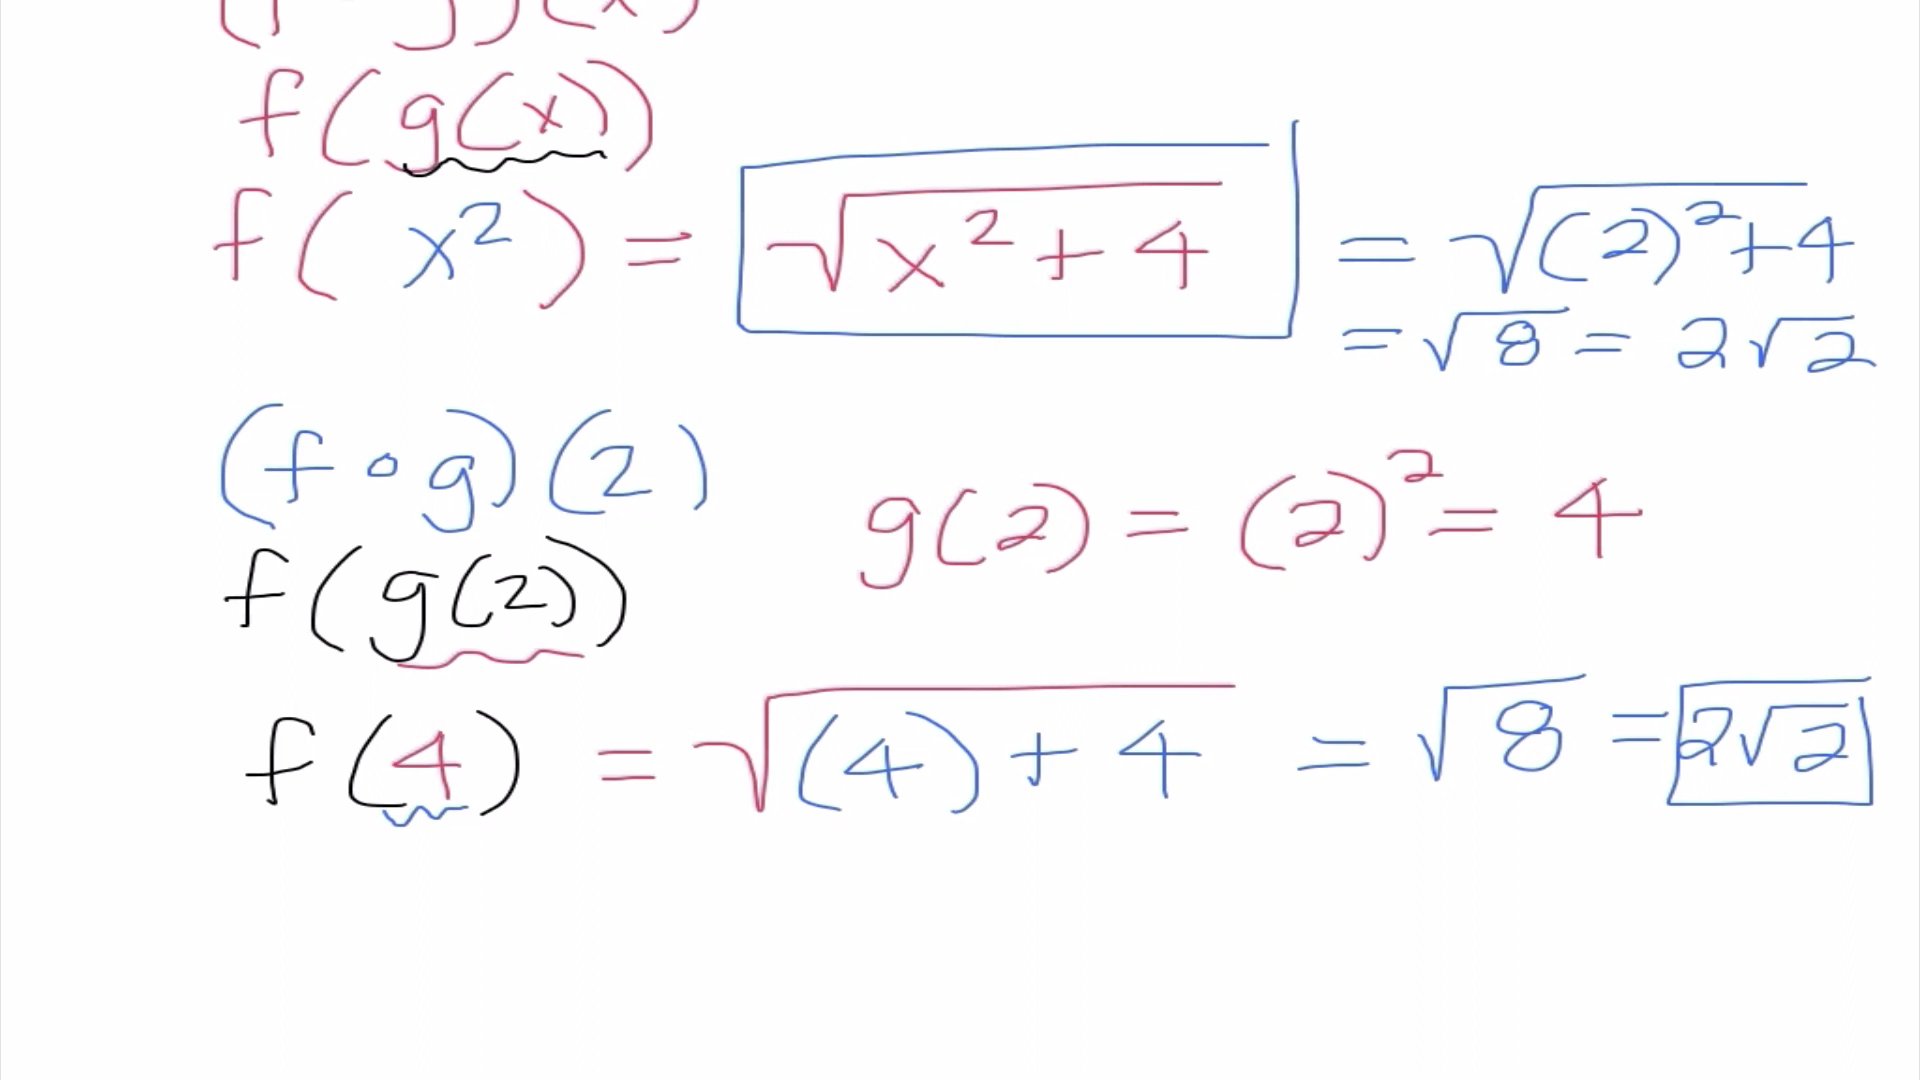 (f ∘ g)(x)
f(g(x))
f(x²) = √(x² + 4) = √((2)² + 4)
= √8 = 2√2
(f ∘ g)(2)
g(2) = (2)² = 4
f(g(2))
f(4) = √((4) + 4) = √8 = 2√2